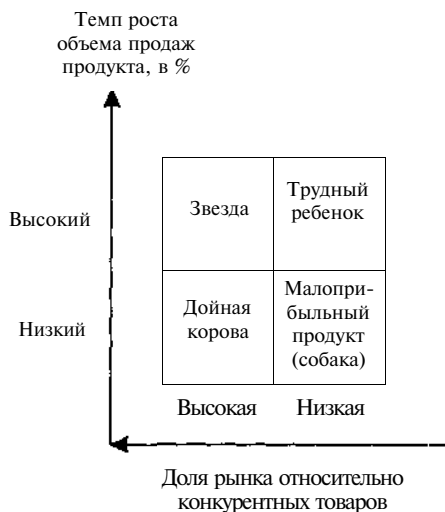 Темп роста
объема продаж
продукта, в %
Высокий
Звезда
Трудный
ребенок
Низкий
Дойная
корова
Малопри-
быльный
продукт
(собака)
Высокая
Низкая
Доля рынка относительно
конкурентных товаров